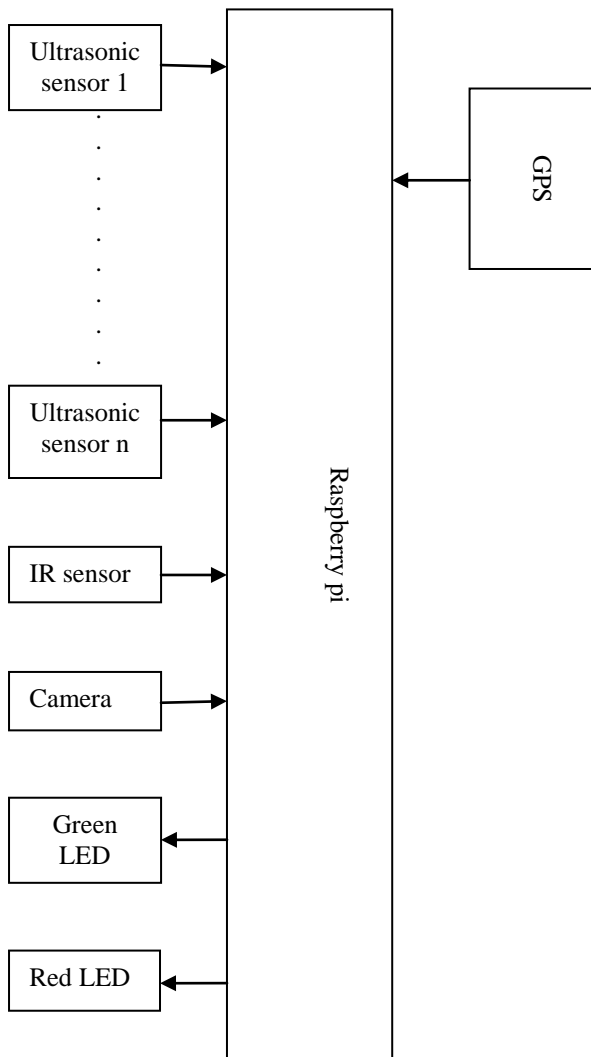 Ultrasonic
sensor 1
Ultrasonic
sensor n
IR sensor
Camera
Green
LED
Red LED
Raspberry pi
GPS